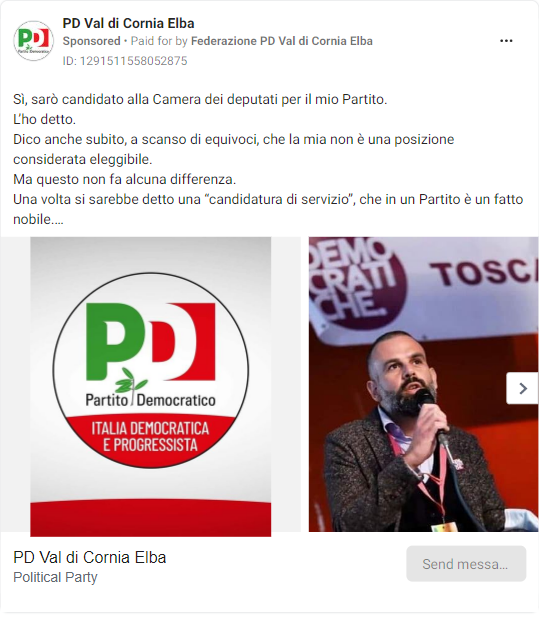 PD Val di Cornia Elba
Sponsored • Paid for by Federazione PD Val di Cornia Elba
ID: 1291511558052875
Sì, sarò candidato alla Camera dei deputati per il mio Partito.
L'ho detto.
Dico anche subito, a scanso di equivoci, che la mia non è una posizione
considerata eleggibile.
Ma questo non fa alcuna differenza.
Una volta si sarebbe detto una “candidatura di servizio”, che in un Partito è un fatto
nobile....
PD
Partito Democratico
PD
Partito Democratico
ITALIA DEMOCRATICA
E PROGRESSISTA
DEMO
CRATI
CHE.
TOSCA
PD Val di Cornia Elba
Political Party
Send messa...